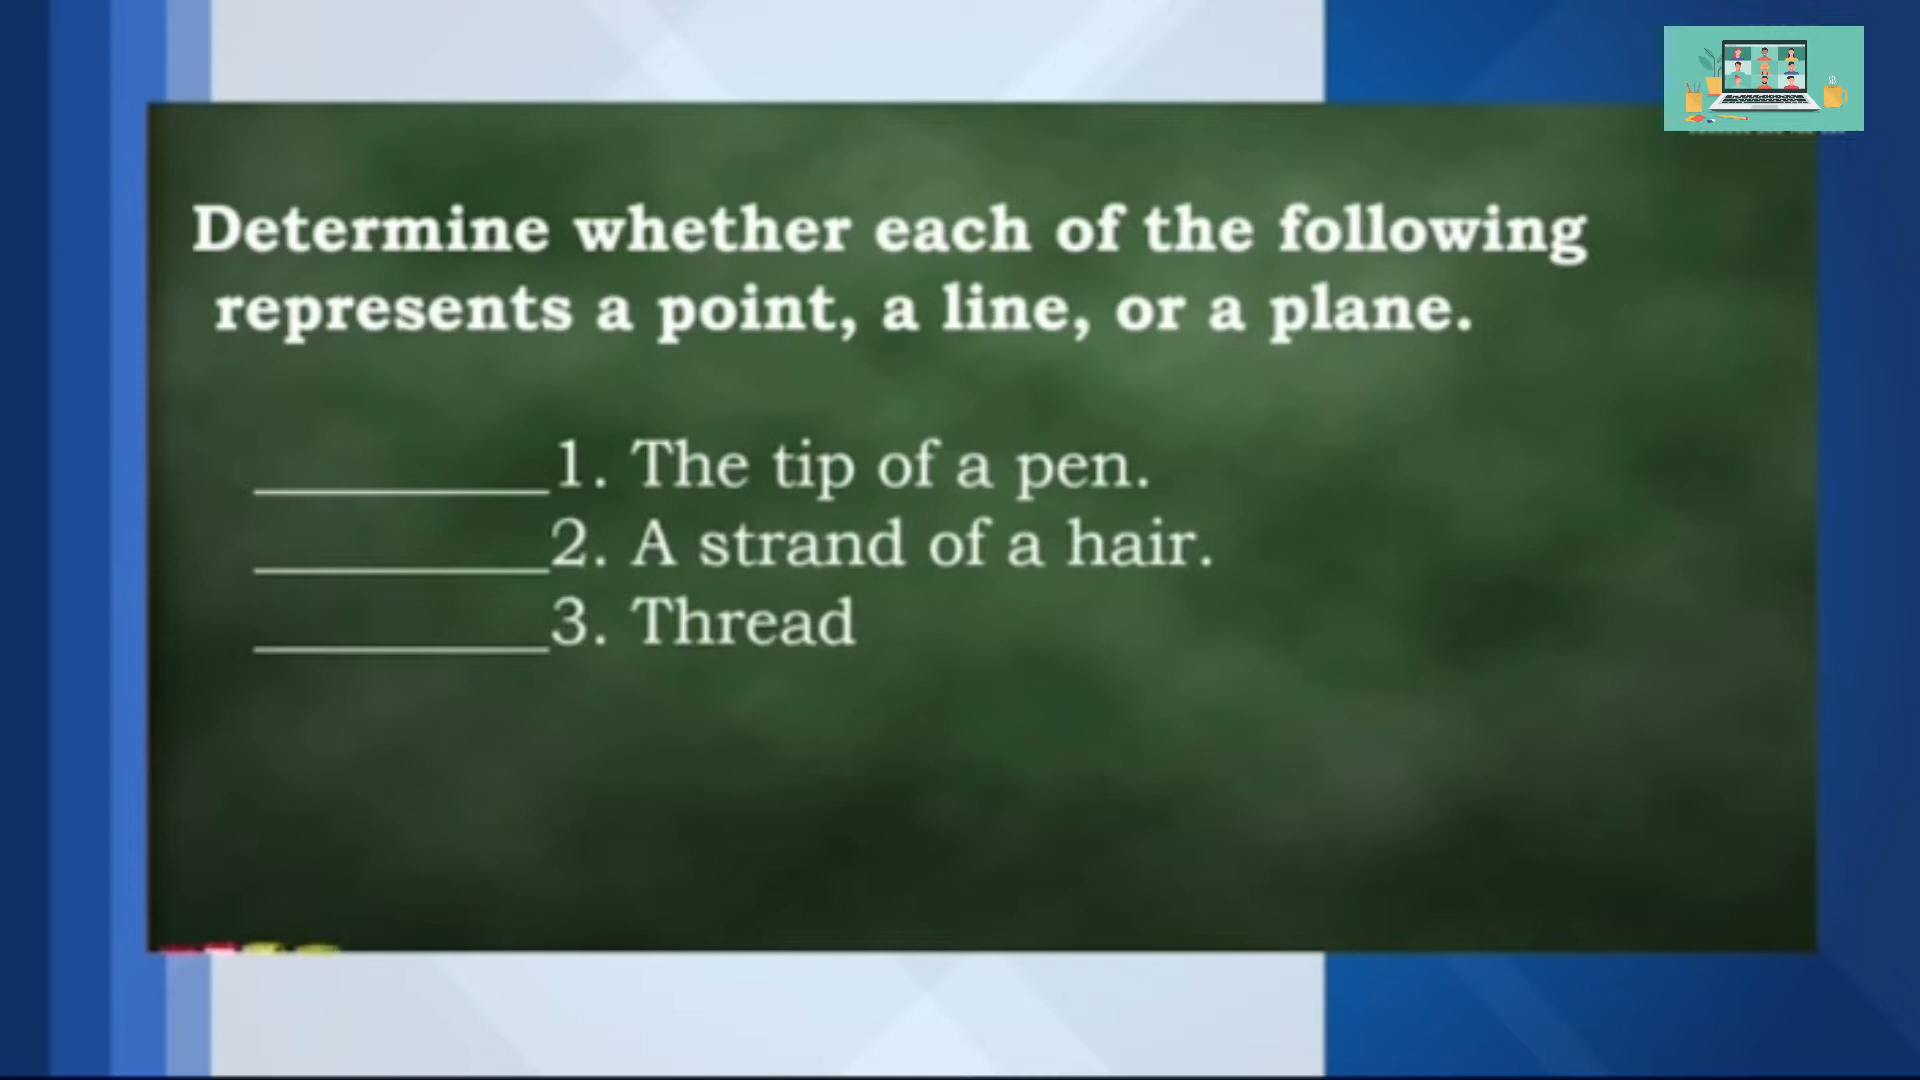 Determine whether each of the following
represents a point, a line, or a plane.
__________1. The tip of a pen.
__________2. A strand of a hair.
__________3. Thread